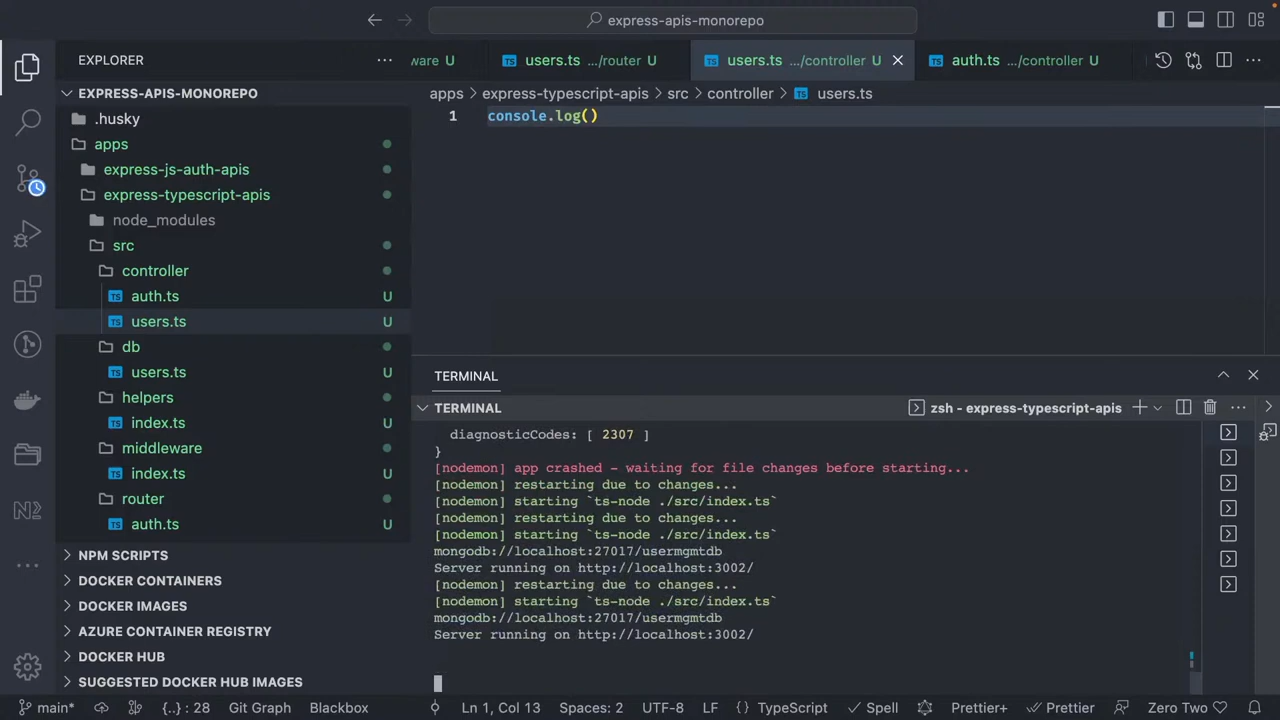 express-apis-monorepo
EXPLORER
ware U
users.ts .../router U
users.ts .../controller U
auth.ts .../controller U
EXPRESS-APIS-MONOREPO
.husky
apps
express-js-auth-apis
express-typescript-apis
node_modules
src
controller
auth.ts U
users.ts U
db
users.ts U
helpers
index.ts U
middleware
index.ts U
router
auth.ts U
NPM SCRIPTS
DOCKER CONTAINERS
DOCKER IMAGES
AZURE CONTAINER REGISTRY
DOCKER HUB
SUGGESTED DOCKER HUB IMAGES
apps > express-typescript-apis > src > controller > TS users.ts
1 console.log()
TERMINAL
TERMINAL
zsh - express-typescript-apis
diagnosticCodes: [ 2307 ]
}
[nodemon] app crashed - waiting for file changes before starting...
[nodemon] restarting due to changes...
[nodemon] starting `ts-node ./src/index.ts`
[nodemon] restarting due to changes...
[nodemon] starting `ts-node ./src/index.ts`
mongodb://localhost:27017/usermgmtdb
Server running on http://localhost:3002/
[nodemon] restarting due to changes...
[nodemon] starting `ts-node ./src/index.ts`
mongodb://localhost:27017/usermgmtdb
Server running on http://localhost:3002/
main* {..} : 28 Git Graph Blackbox Ln 1, Col 13 Spaces: 2 UTF-8 LF {} TypeScript Spell Prettier+ Prettier Zero Two